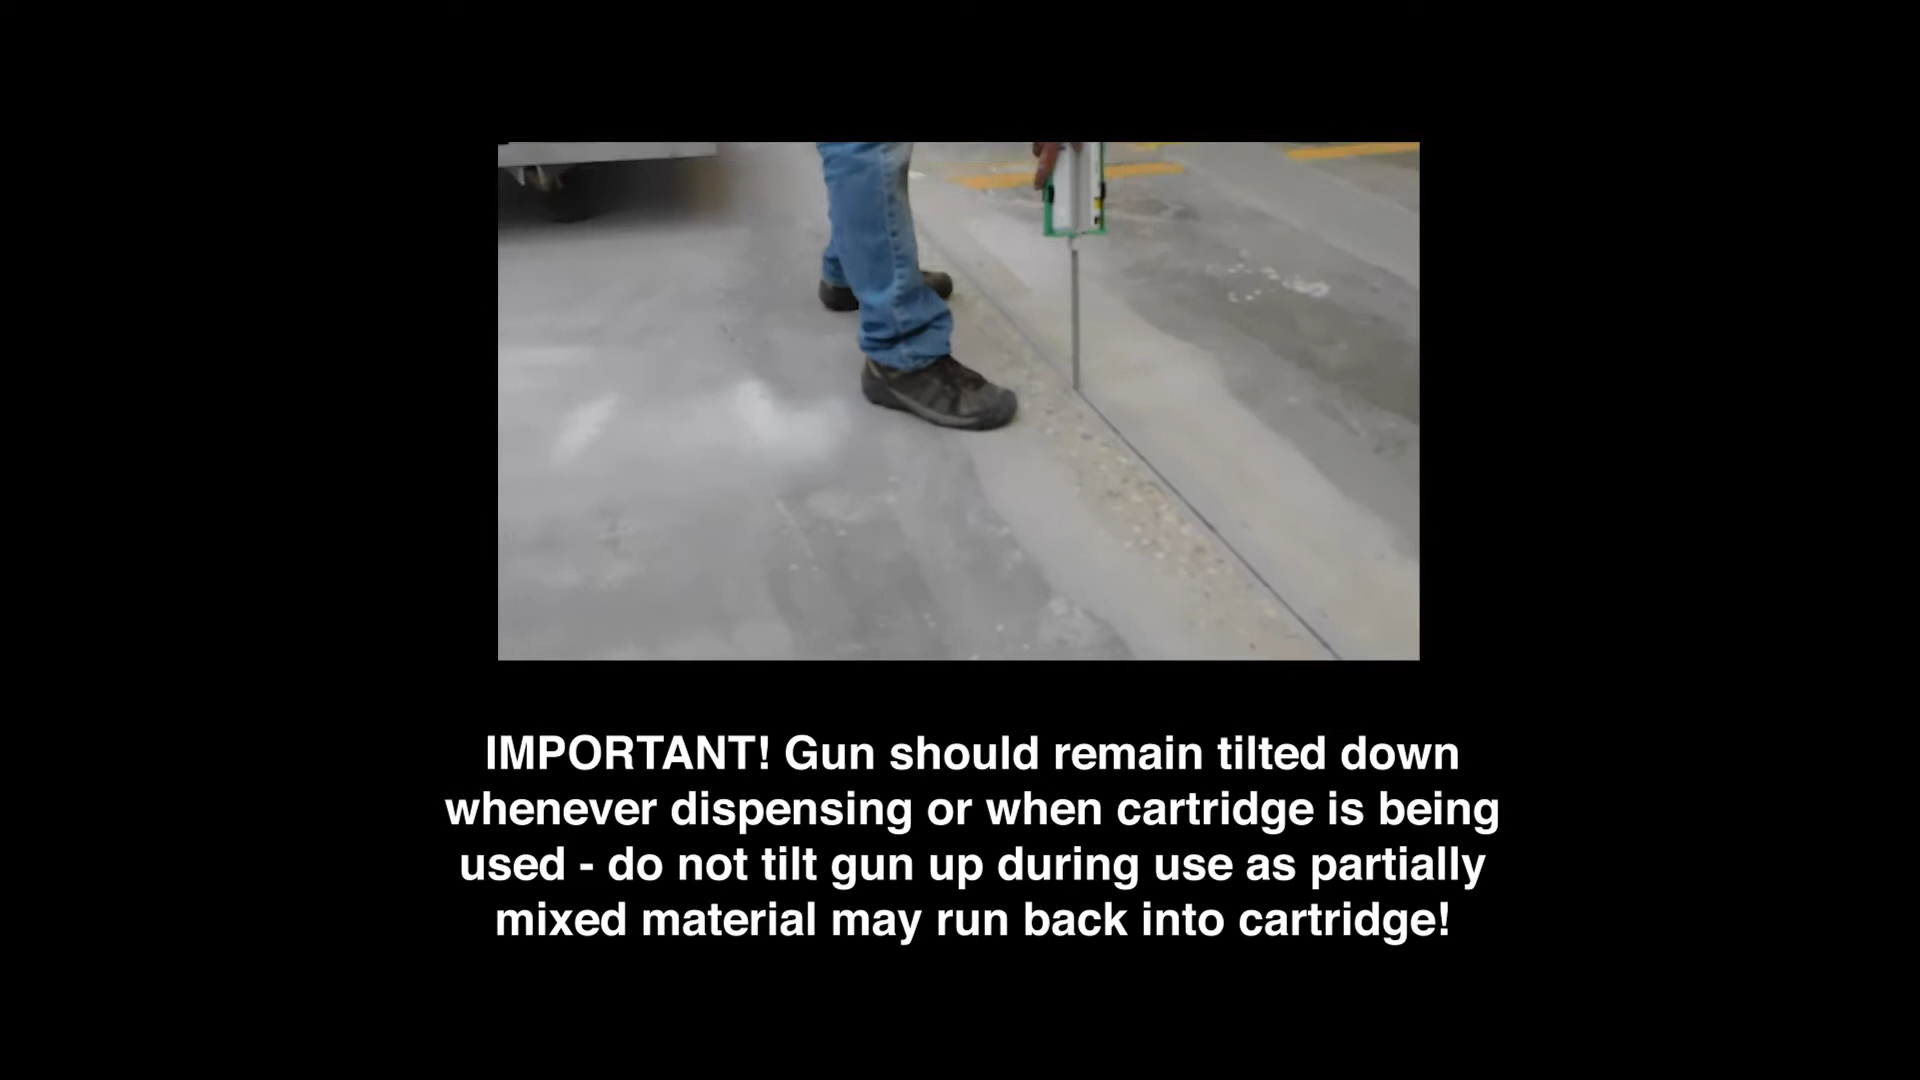 IMPORTANT! Gun should remain tilted down
whenever dispensing or when cartridge is being
used - do not tilt gun up during use as partially
mixed material may run back into cartridge!